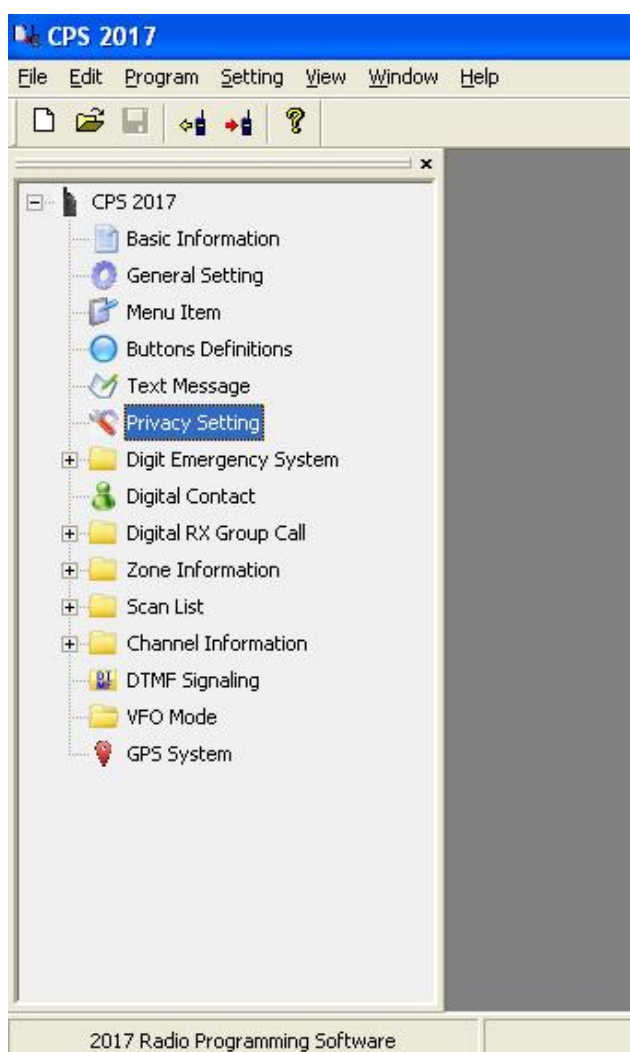 CPS 2017
File Edit Program Setting View Window Help
CPS 2017
Basic Information
General Setting
Menu Item
Buttons Definitions
Text Message
Privacy Setting
Digit Emergency System
Digital Contact
Digital RX Group Call
Zone Information
Scan List
Channel Information
DTMF Signaling
VFO Mode
GPS System
2017 Radio Programming Software